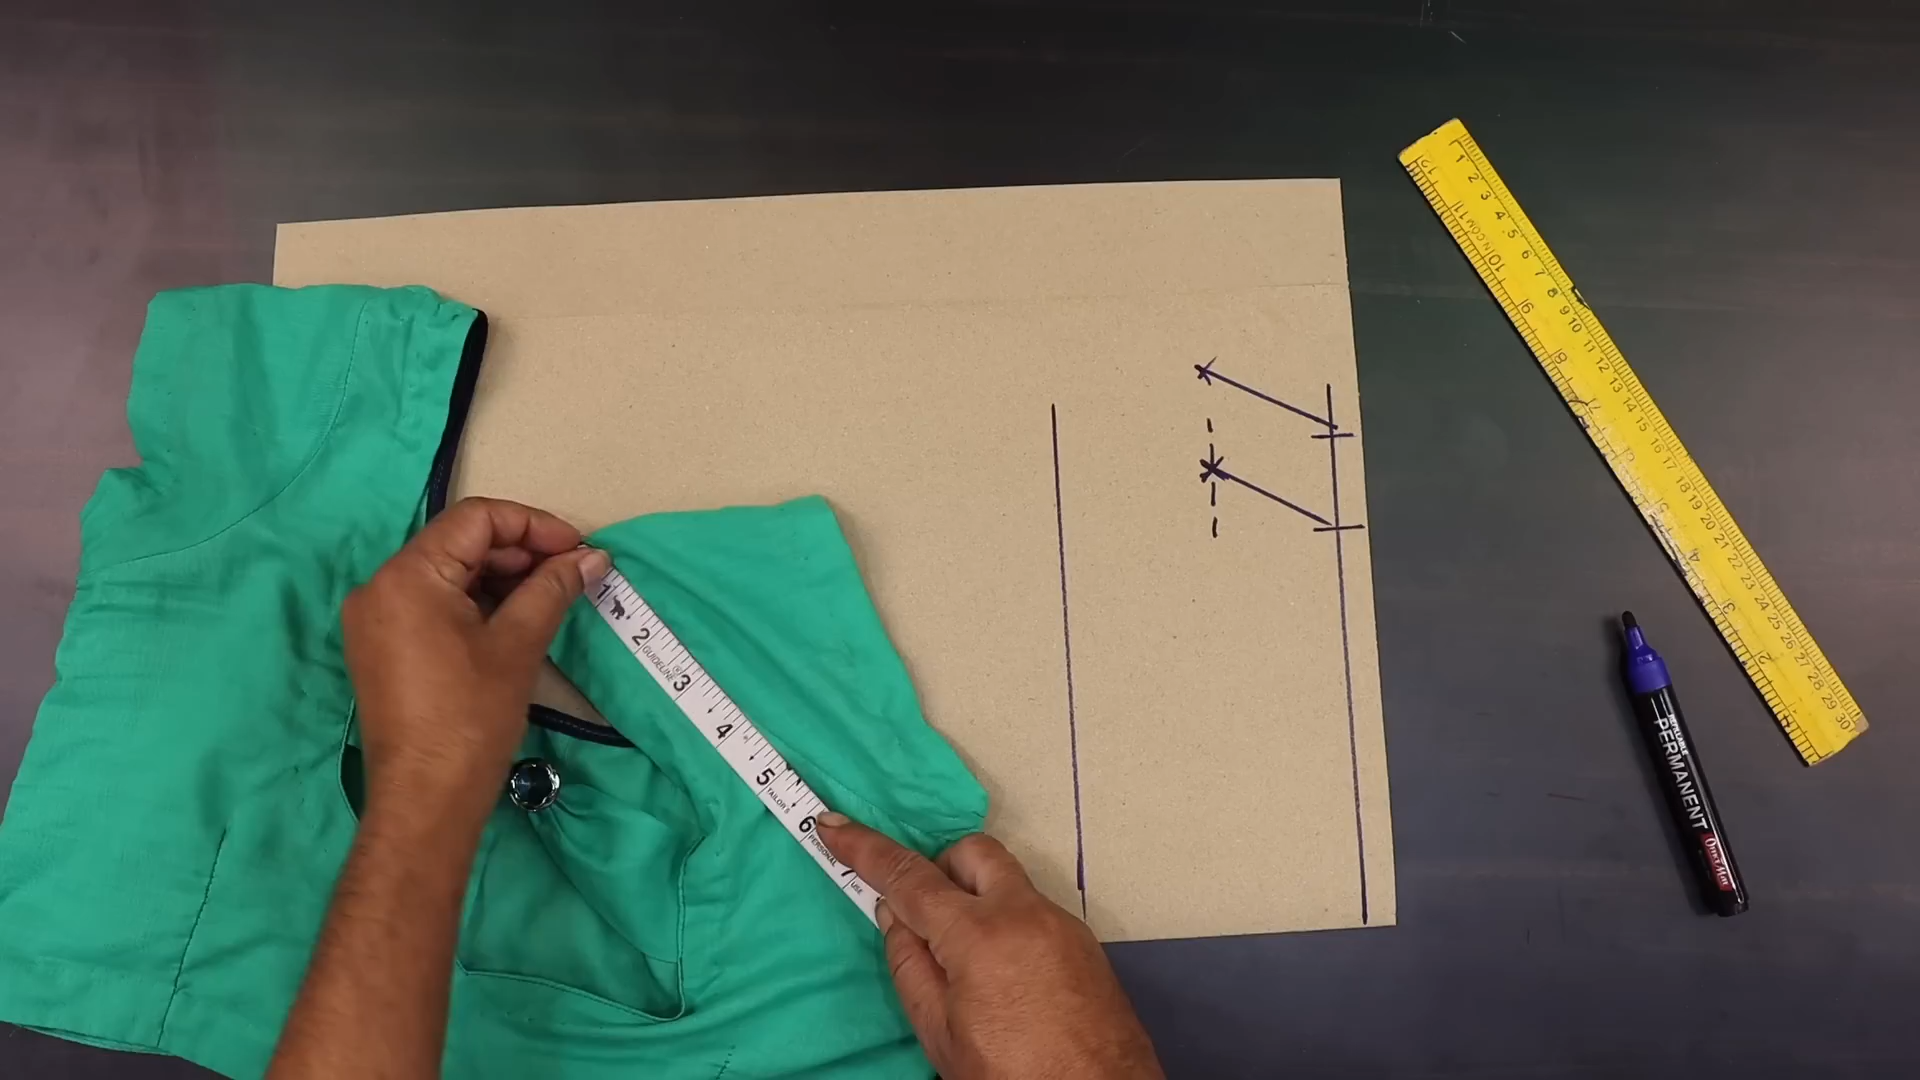 1 2 3 4 5 6 7
GUIDELINE
TAILOR'S
PERSONAL
USE
1 2 3 4 5 6 7 8 9 10 11 12 13 14 15 16 17 18 19 20 21 22 23 24 25 26 27 28 29 30
REFILLABLE
PERMANENT